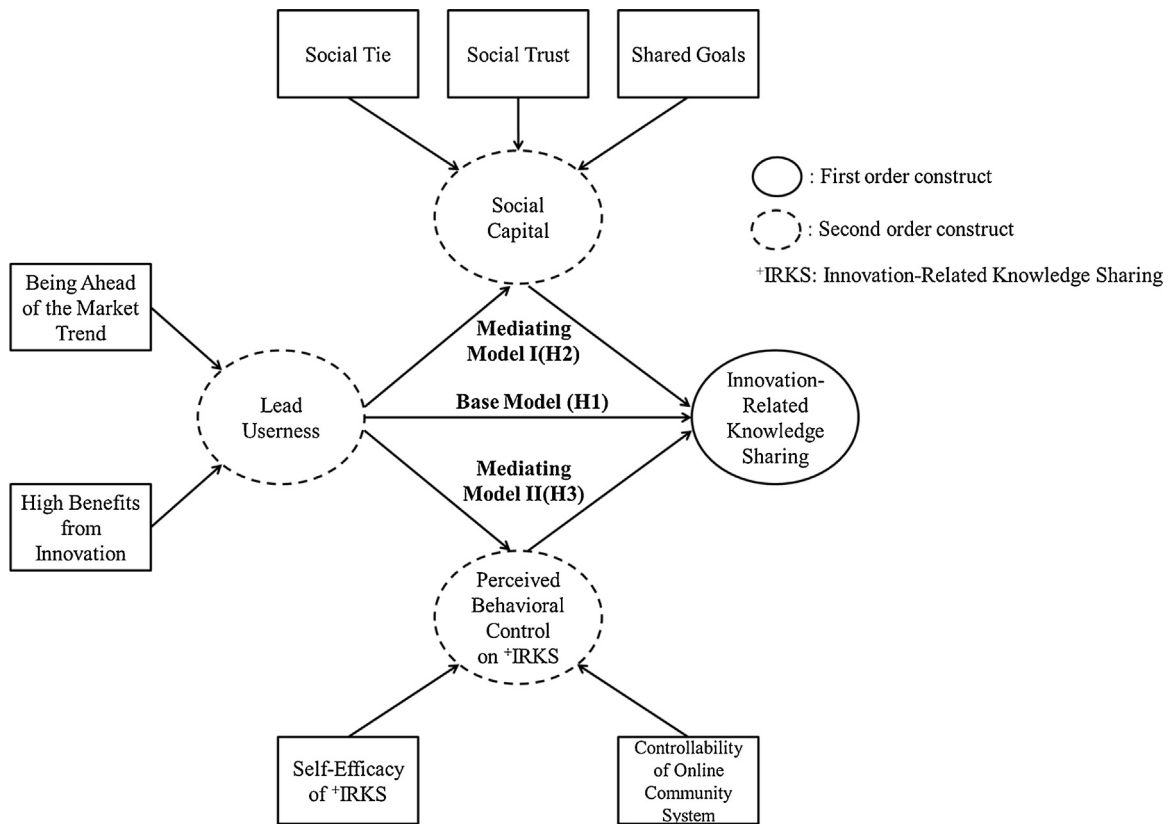 Social Tie
Social Trust
Shared Goals
Social
Capital
: First order construct
: Second order construct
⁺IRKS: Innovation-Related Knowledge Sharing
Being Ahead
of the Market
Trend
Mediating
Model I(H2)
Lead
Userness
Base Model (H1)
Innovation-
Related
Knowledge
Sharing
High Benefits
from
Innovation
Mediating
Model II(H3)
Perceived
Behavioral
Control
on ⁺IRKS
Self-Efficacy
of ⁺IRKS
Controllability
of Online
Community
System